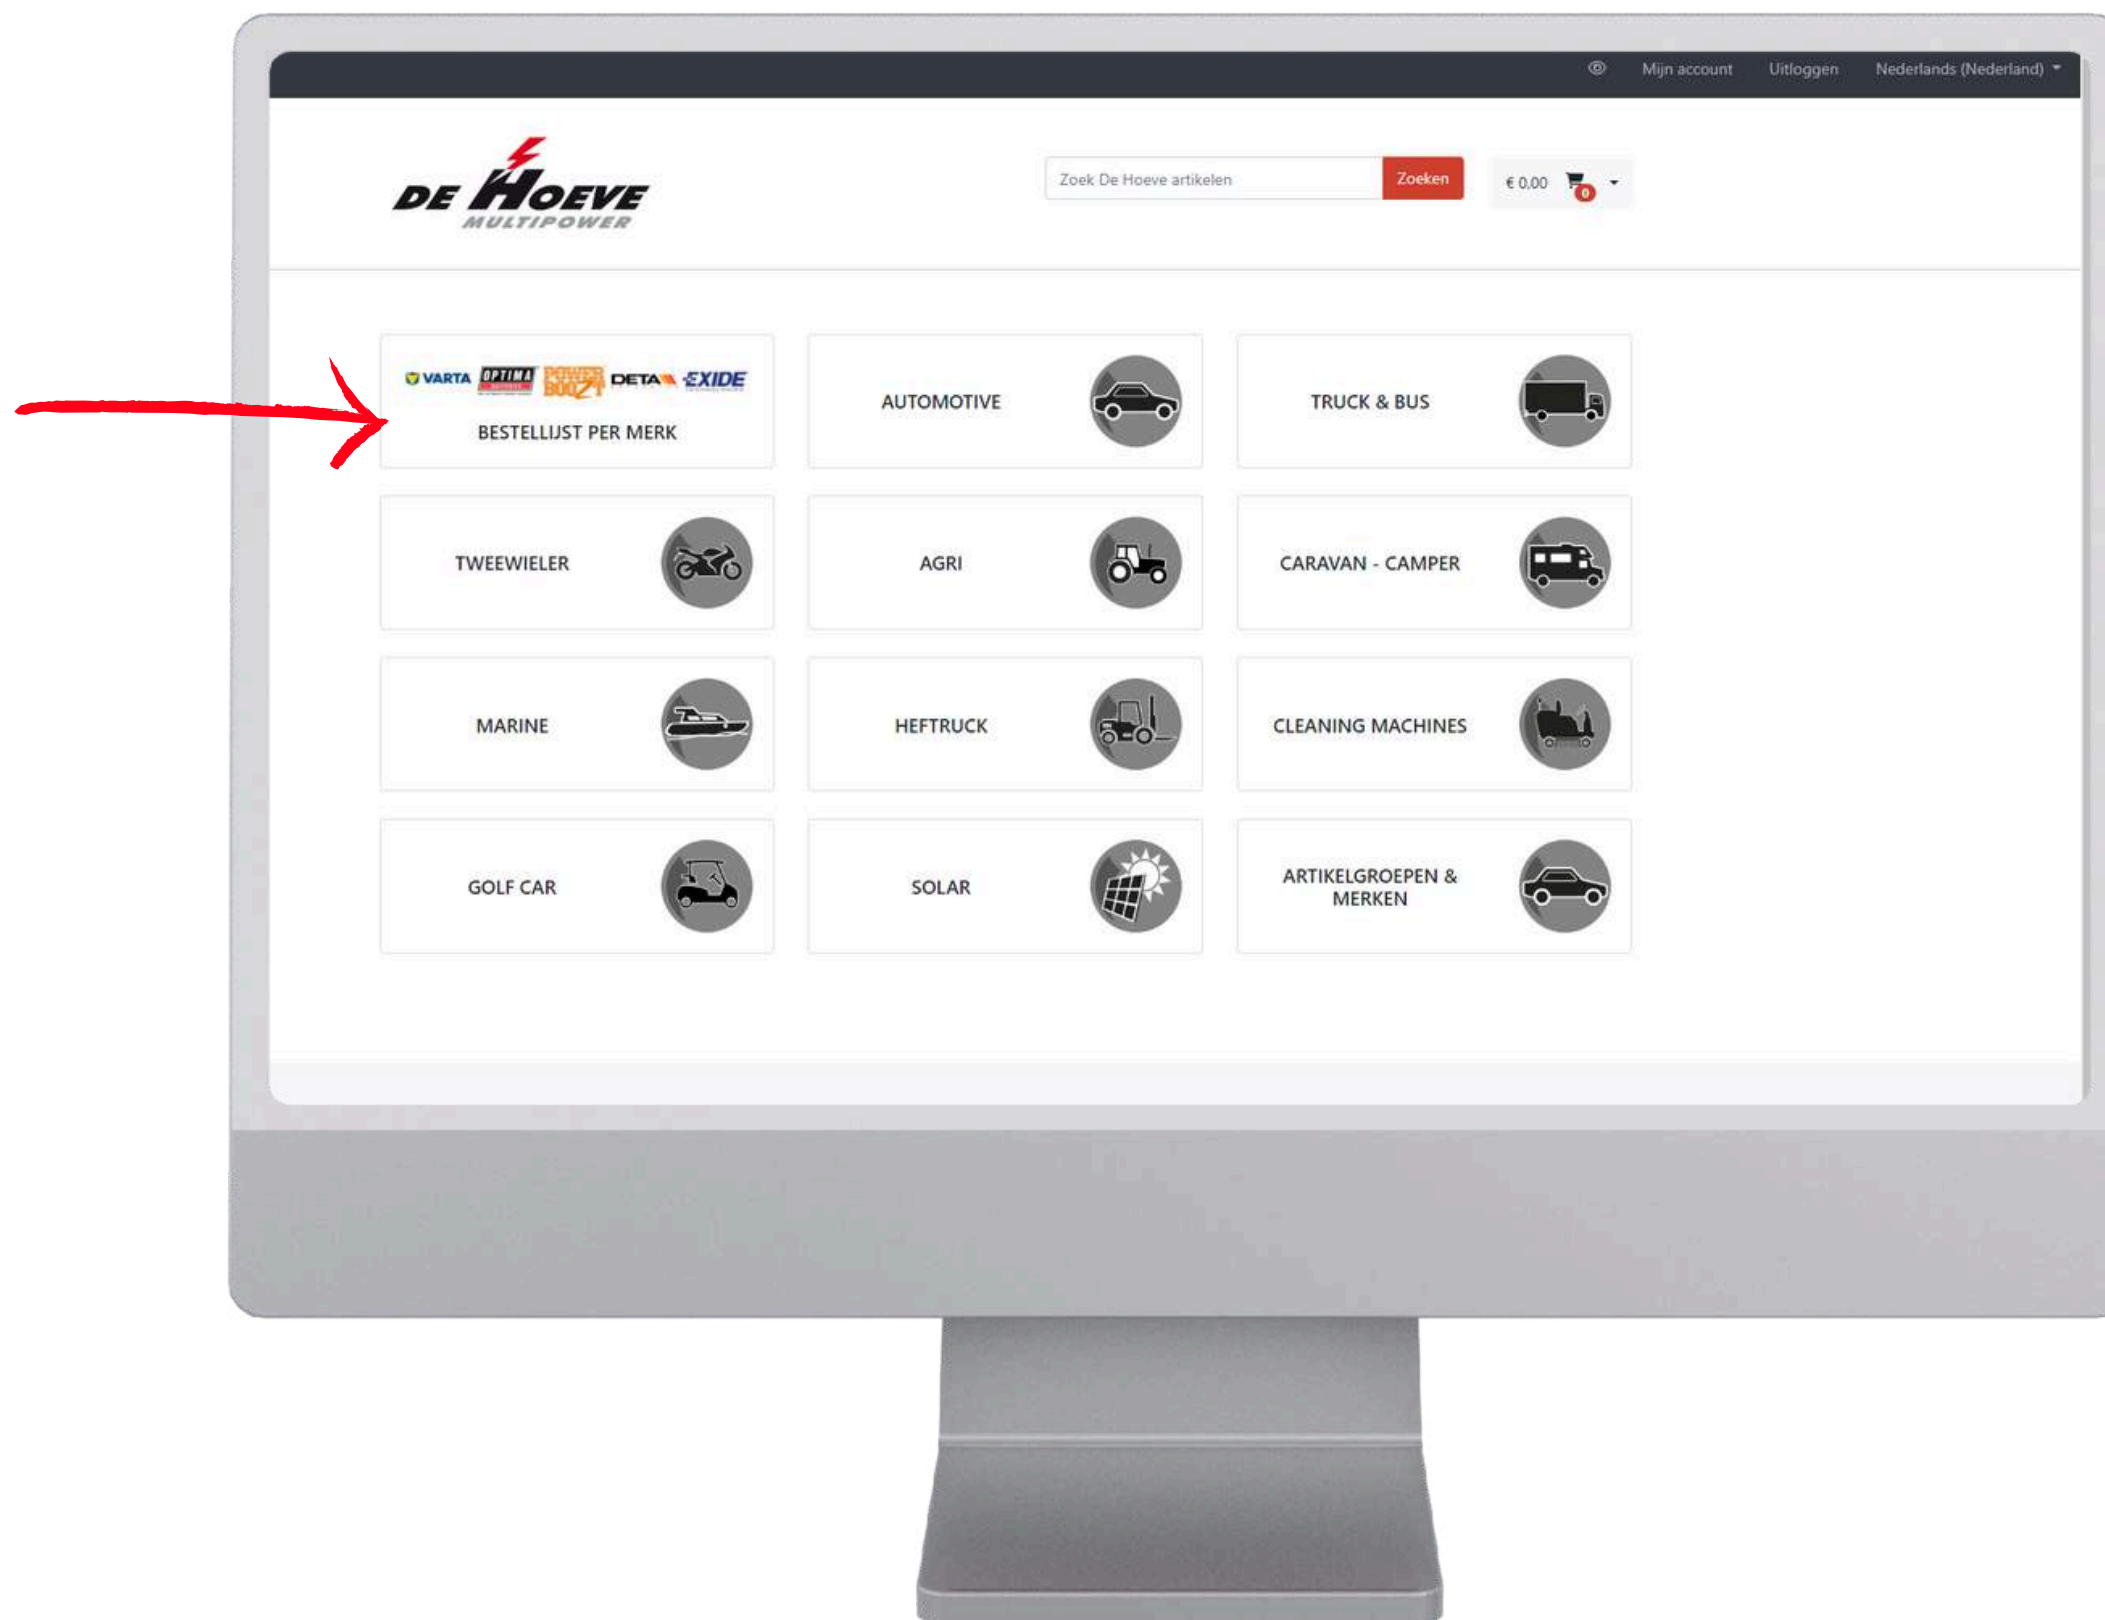 Mijn account Uitloggen Nederlands (Nederland)
DE HOEVE
MULTIPOWER
Zoek De Hoeve artikelen Zoeken € 0,00 0
VARTA OPTIMA POWER BOOZT DETA EXIDE
BESTELLIJST PER MERK
AUTOMOTIVE
TRUCK & BUS
TWEEWIELER
AGRI
CARAVAN - CAMPER
MARINE
HEFTRUCK
CLEANING MACHINES
GOLF CAR
SOLAR
ARTIKELGROEPEN &
MERKEN